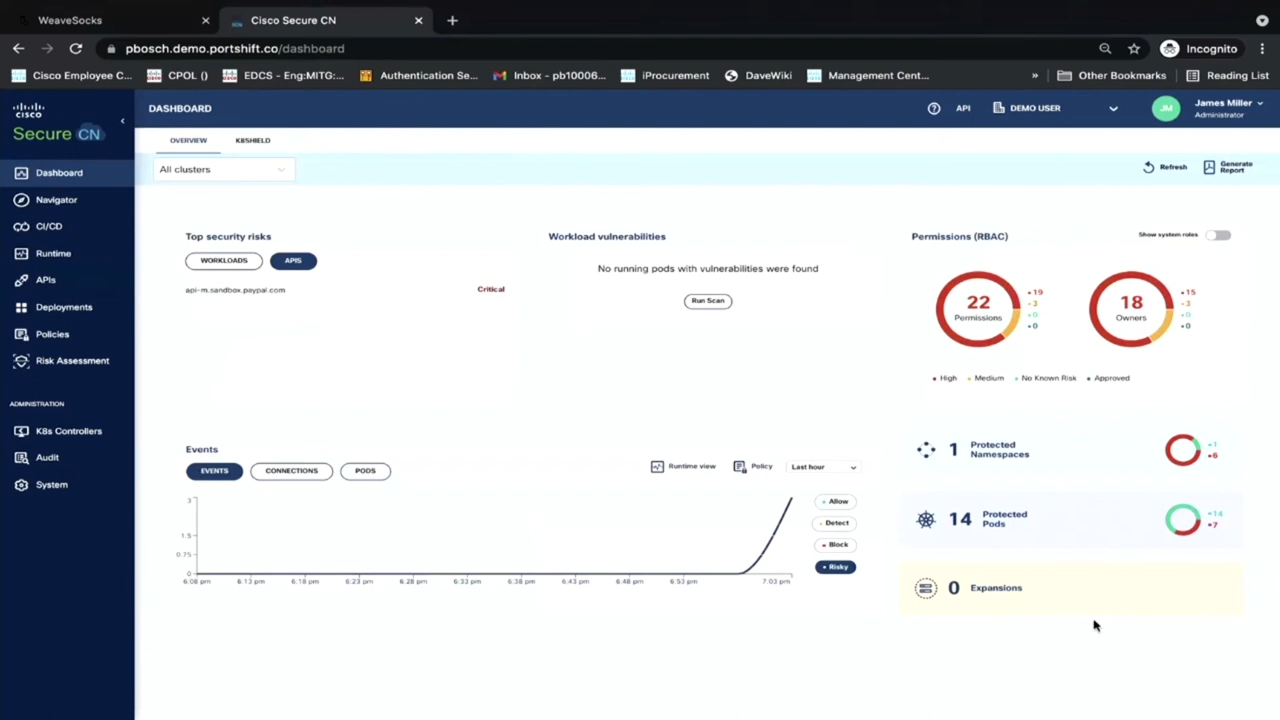 WeaveSocks
Cisco Secure CN
pbosch.demo.portshift.co/dashboard
Incognito
Cisco Employee C...
CPOL ()
EDCS - Eng:MITG:...
Authentication Se...
Inbox - pb10006...
iProcurement
DaveWiki
Management Cent...
»
Other Bookmarks
Reading List
CISCO
Secure CN
DASHBOARD
API
DEMO USER
JM
James Miller
Administrator
OVERVIEW
K8SHIELD
All clusters
Refresh
Generate
Report
Dashboard
Navigator
CI/CD
Runtime
APIs
Deployments
Policies
Risk Assessment
ADMINISTRATION
K8s Controllers
Audit
System
Top security risks
WORKLOADS
APIS
api-m.sandbox.paypal.com
Critical
Workload vulnerabilities
No running pods with vulnerabilities were found
Run Scan
Permissions (RBAC)
Show system roles
22
Permissions
19
3
0
0
18
Owners
15
3
0
0
High
Medium
No Known Risk
Approved
Events
EVENTS
CONNECTIONS
PODS
Runtime view
Policy
Last hour
3
1.5
0.75
0
6:08 pm
6:13 pm
6:18 pm
6:23 pm
6:28 pm
6:33 pm
6:38 pm
6:43 pm
6:48 pm
6:53 pm
7:03 pm
Allow
Detect
Block
Risky
1
Protected
Namespaces
1
6
14
Protected
Pods
14
7
0
Expansions